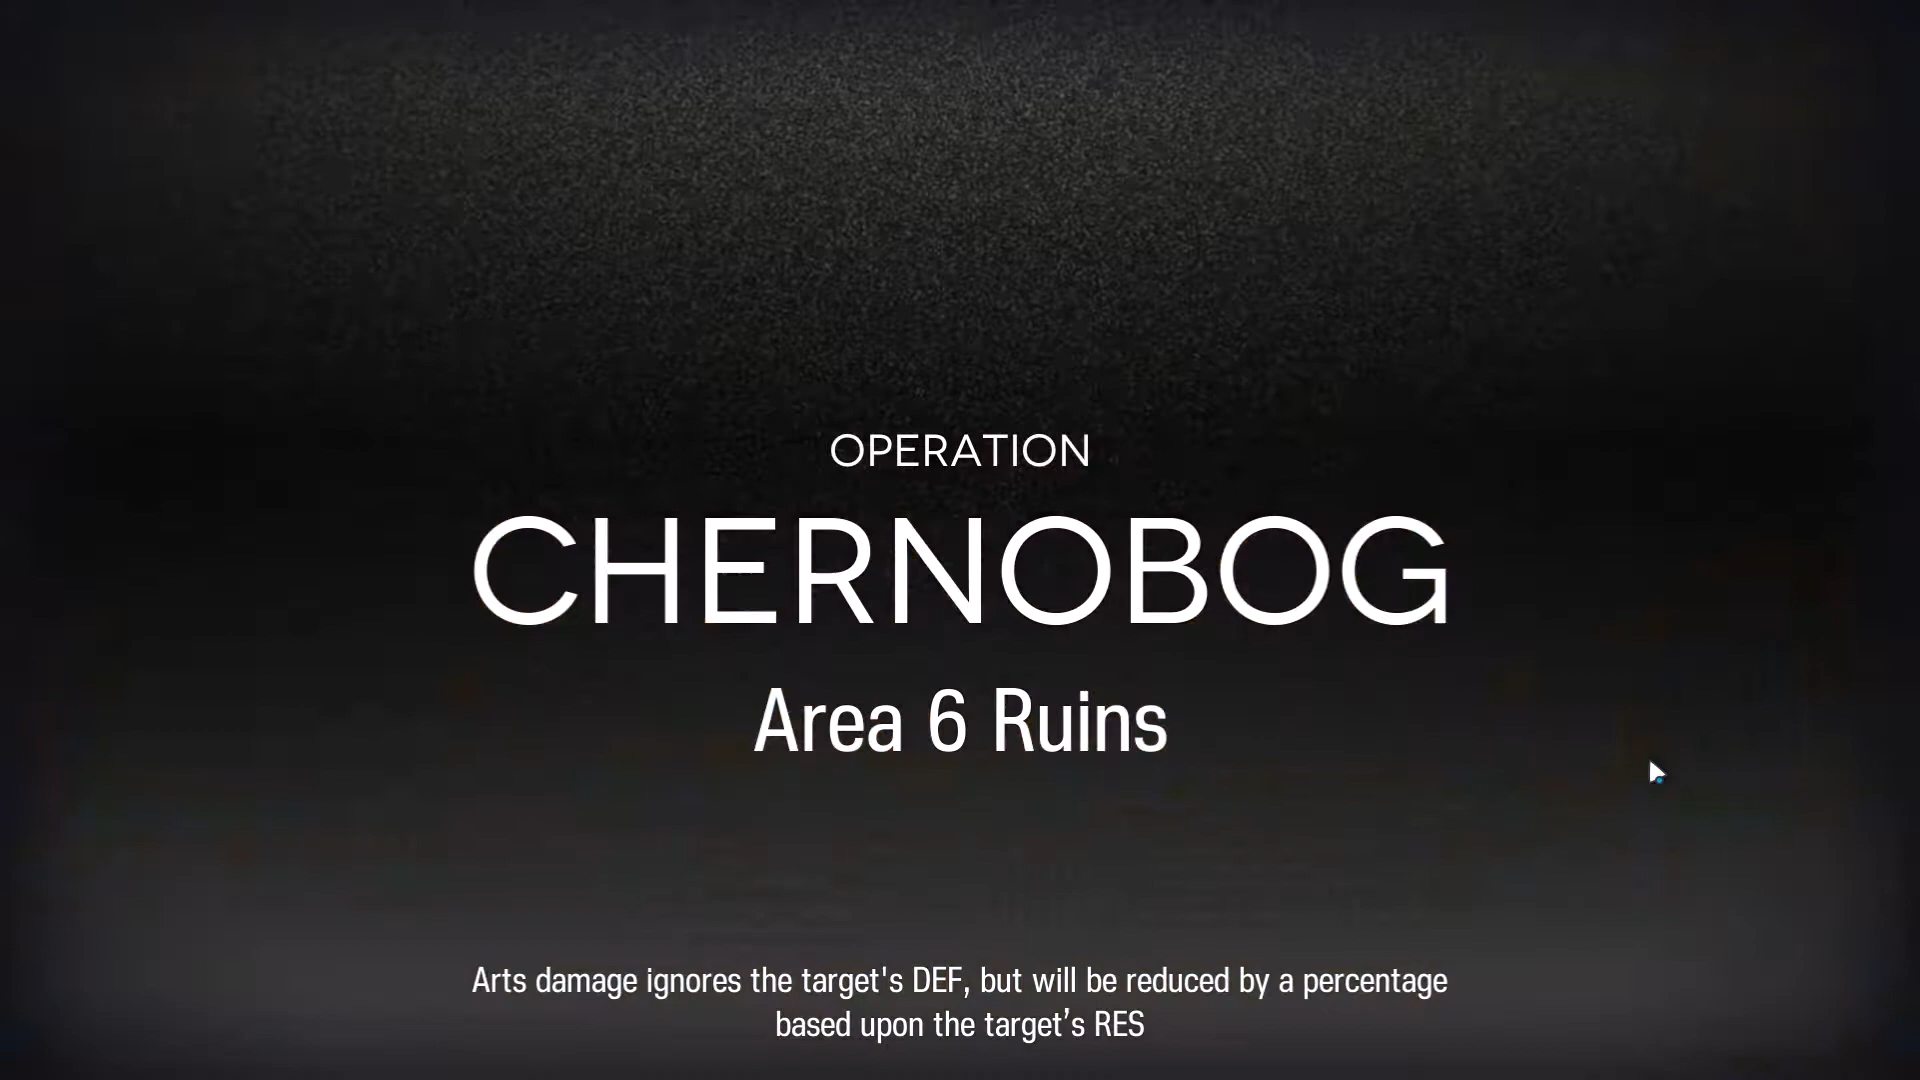 OPERATION
CHERNOBOG
Area 6 Ruins
Arts damage ignores the target's DEF, but will be reduced by a percentage
based upon the target’s RES